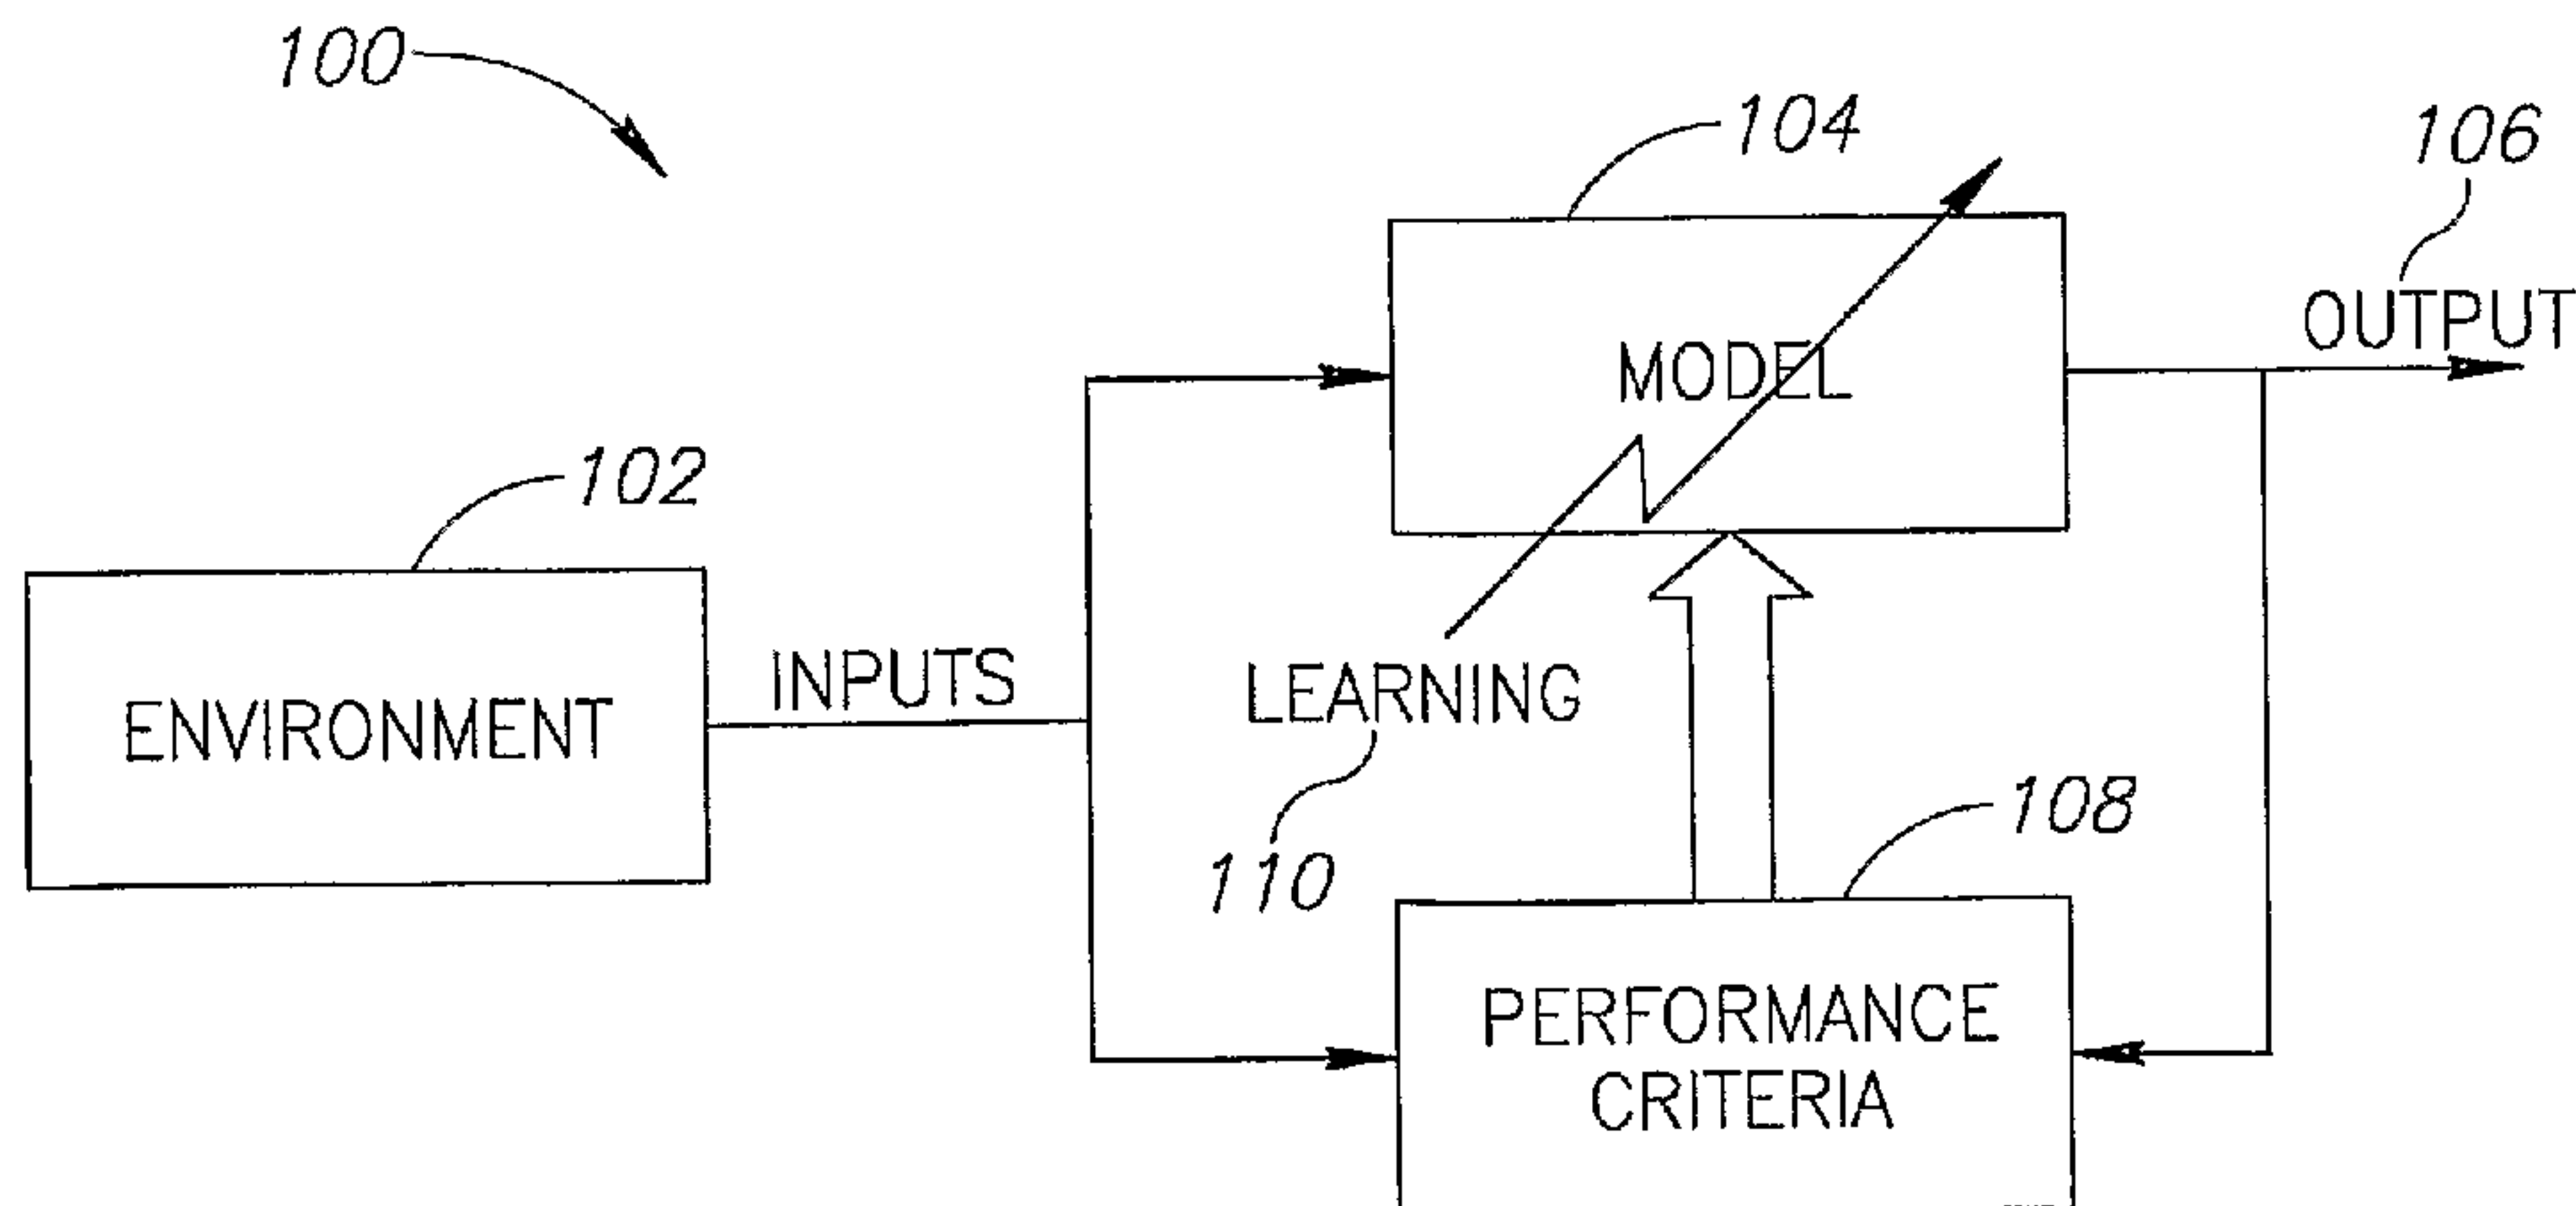 100
104
106
OUTPUT
MODEL
102
INPUTS
LEARNING
ENVIRONMENT
108
110
PERFORMANCE
CRITERIA